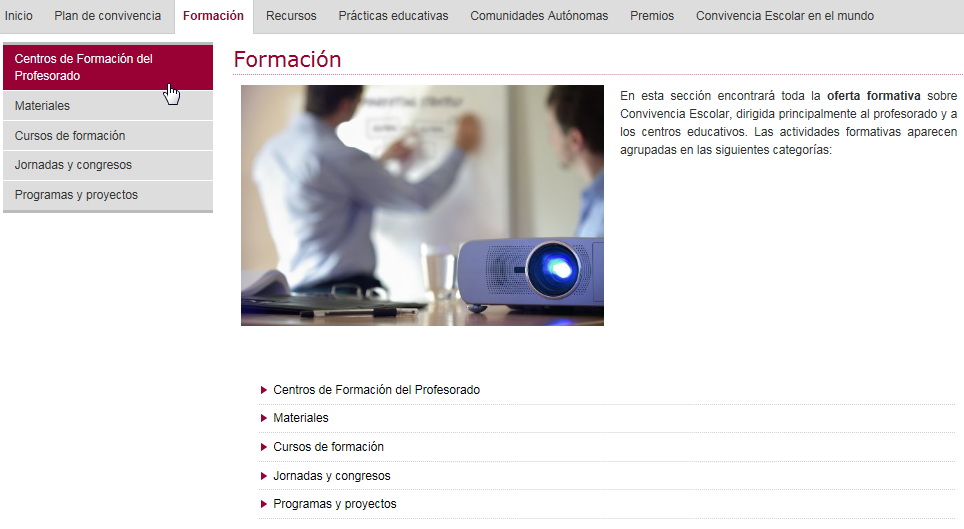 Inicio Plan de convivencia Formación Recursos Prácticas educativas Comunidades Autónomas Premios Convivencia Escolar en el mundo
Centros de Formación del
Profesorado
Materiales
Cursos de formación
Jornadas y congresos
Programas y proyectos
Formación
En esta sección encontrará toda la oferta formativa sobre
Convivencia Escolar, dirigida principalmente al profesorado y a
los centros educativos. Las actividades formativas aparecen
agrupadas en las siguientes categorías:
Centros de Formación del Profesorado
Materiales
Cursos de formación
Jornadas y congresos
Programas y proyectos